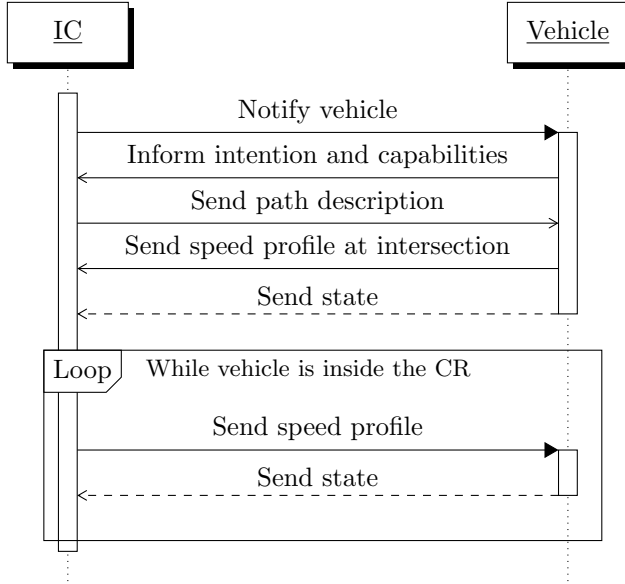 IC
Vehicle
Notify vehicle
Inform intention and capabilities
Send path description
Send speed profile at intersection
Send state
Loop
While vehicle is inside the CR
Send speed profile
Send state